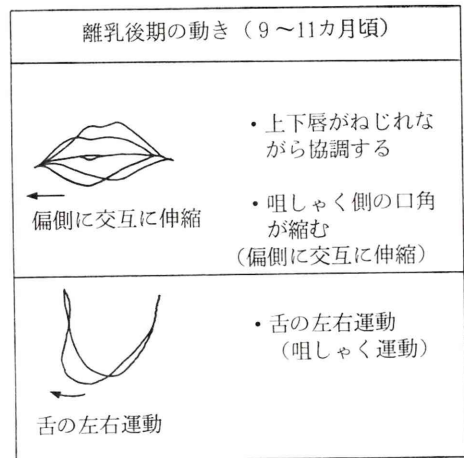 離乳後期の動き（9〜11カ月頃）
偏側に交互に伸縮
・上下唇がねじれな
がら協調する
・咀しゃく側の口角
が縮む
（偏側に交互に伸縮）
舌の左右運動
・舌の左右運動
（咀しゃく運動）